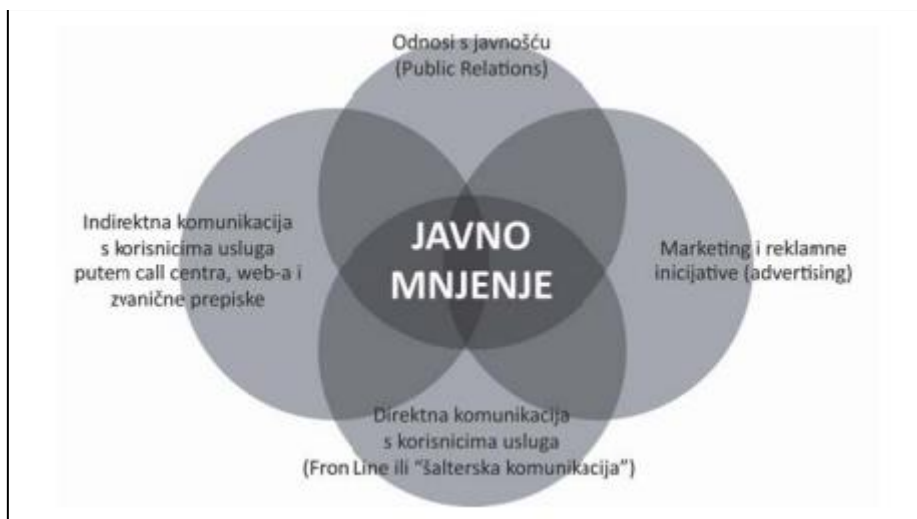 Odnosi s javnošću
(Public Relations)
Indirektna komunikacija
s korisnicima usluga
putem call centra, web-a i
zvanične prepiske
JAVNO
MNJENJE
Marketing i reklamne
inicijative (advertising)
Direktna komunikacija
s korisnicima usluga
(Fron Line ili "šalterska komunikacija")